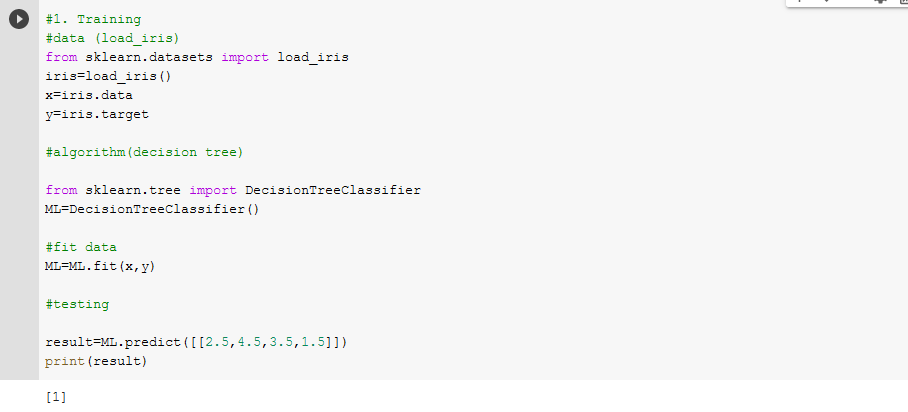 #1. Training
#data (load_iris)
from sklearn.datasets import load_iris
iris=load_iris()
x=iris.data
y=iris.target
#algorithm(decision tree)
from sklearn.tree import DecisionTreeClassifier
ML=DecisionTreeClassifier()
#fit data
ML=ML.fit(x,y)
#testing
result=ML.predict([[2.5,4.5,3.5,1.5]])
print(result)
[1]